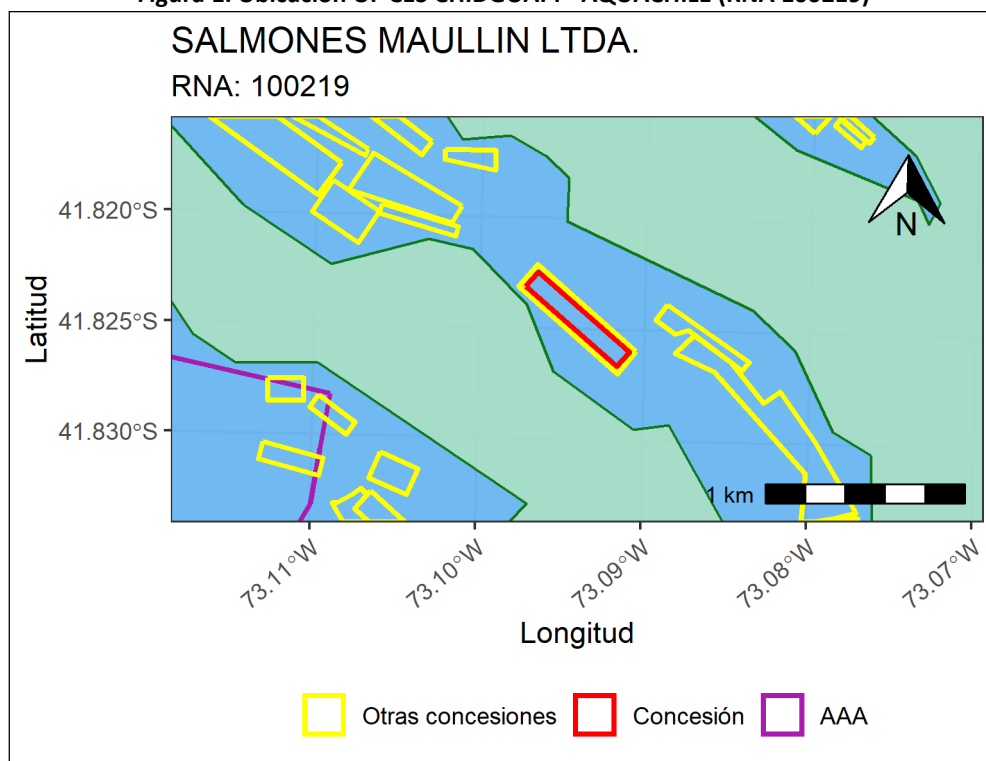 SALMONES MAULLIN LTDA.
RNA: 100219
N
41.820°S
41.825°S
41.830°S
Latitud
1 km
73.11°W
73.10°W
73.09°W
73.08°W
73.07°W
Longitud
Otras concesiones
Concesión
AAA